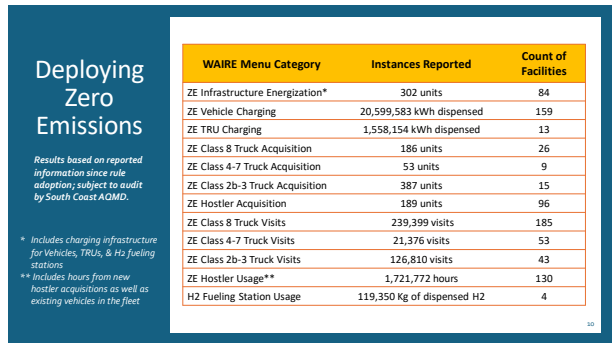 Deploying
Zero
Emissions
Results based on reported
information since rule
adoption; subject to audit
by South Coast AQMD.
* Includes charging infrastructure
for Vehicles, TRUs, & H2 fueling
stations
** Includes hours from new
hostler acquisitions as well as
existing vehicles in the fleet
WAIRE Menu Category Instances Reported Count of Facilities
ZE Infrastructure Energization* 302 units 84
ZE Vehicle Charging 20,599,583 kWh dispensed 159
ZE TRU Charging 1,558,154 kWh dispensed 13
ZE Class 8 Truck Acquisition 186 units 26
ZE Class 4-7 Truck Acquisition 53 units 9
ZE Class 2b-3 Truck Acquisition 387 units 15
ZE Hostler Acquisition 189 units 96
ZE Class 8 Truck Visits 239,399 visits 185
ZE Class 4-7 Truck Visits 21,376 visits 53
ZE Class 2b-3 Truck Visits 126,810 visits 43
ZE Hostler Usage** 1,721,772 hours 130
H2 Fueling Station Usage 119,350 Kg of dispensed H2 4
10